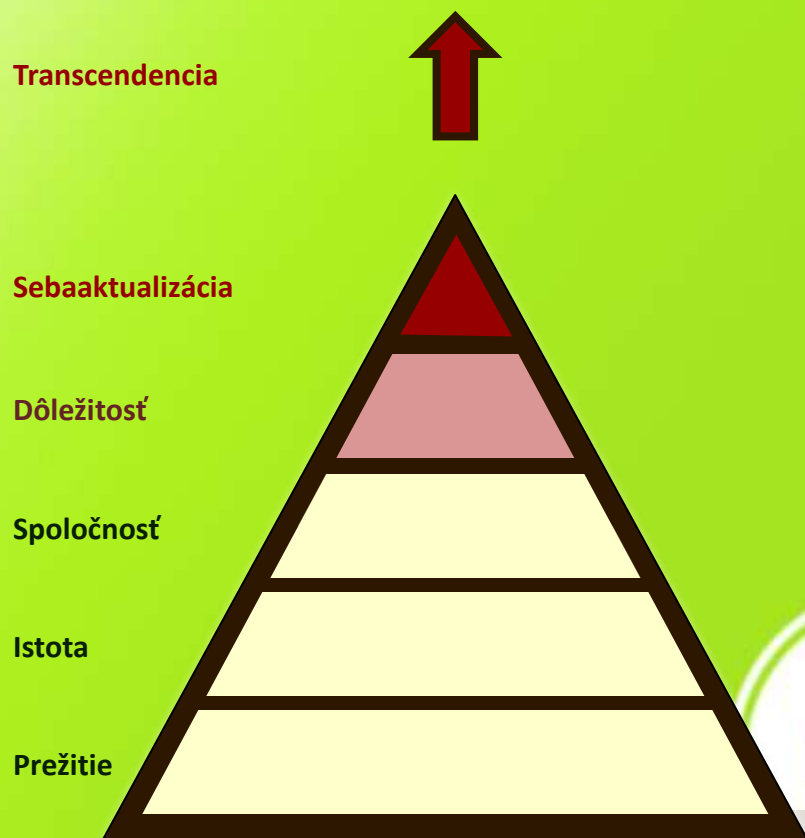 Transcendencia
Sebaaktualizácia
Dôležitosť
Spoločnosť
Istota
Prežitie